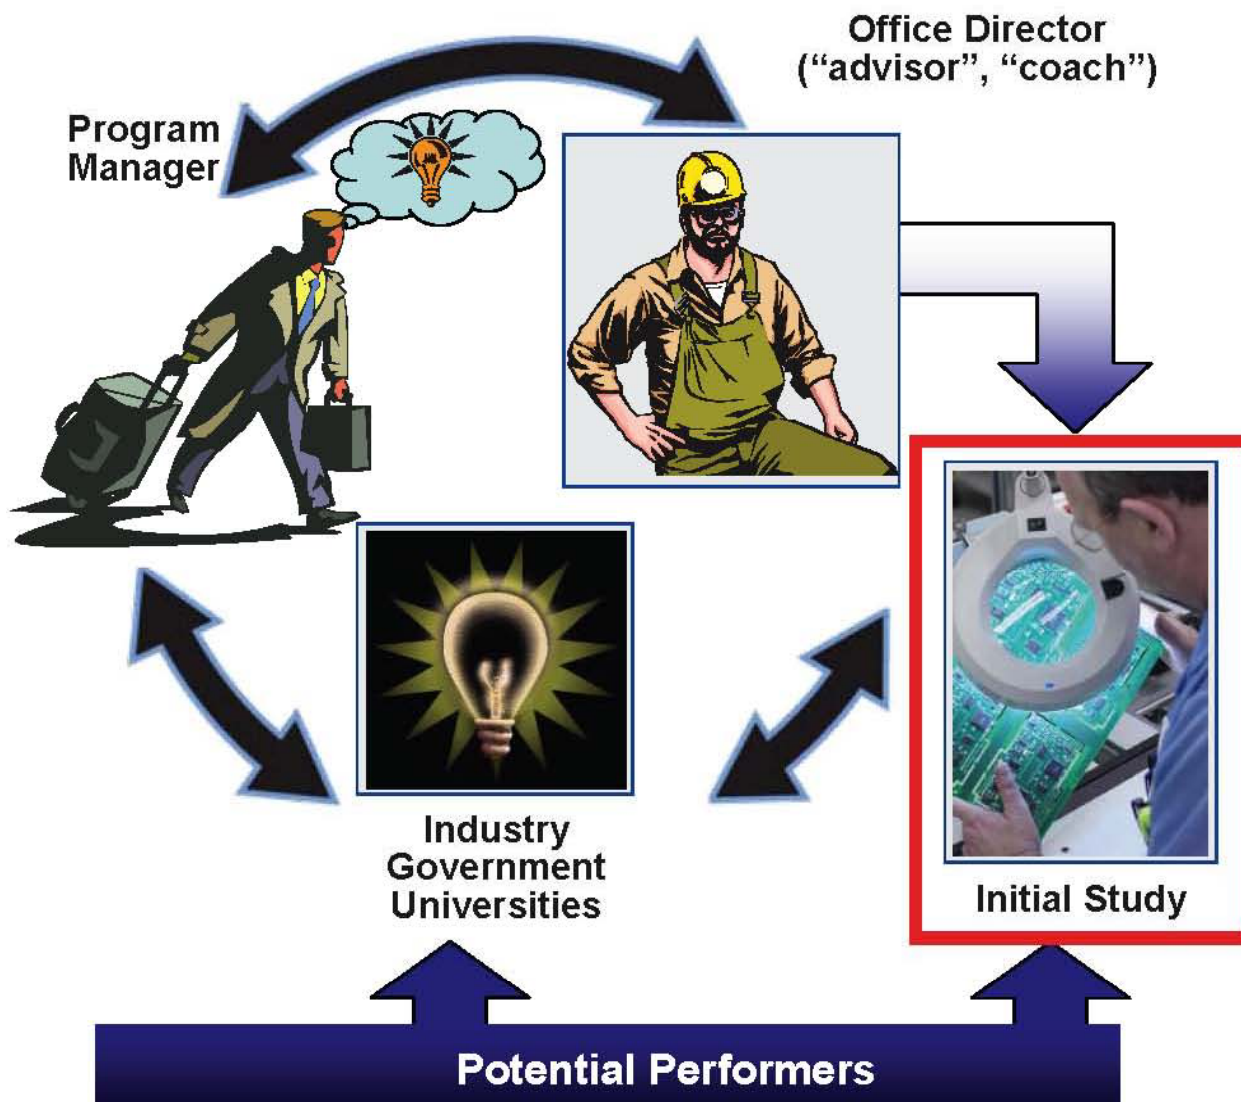 Office Director
(“advisor”, “coach”)
Program
Manager
Industry
Government
Universities
Initial Study
Potential Performers